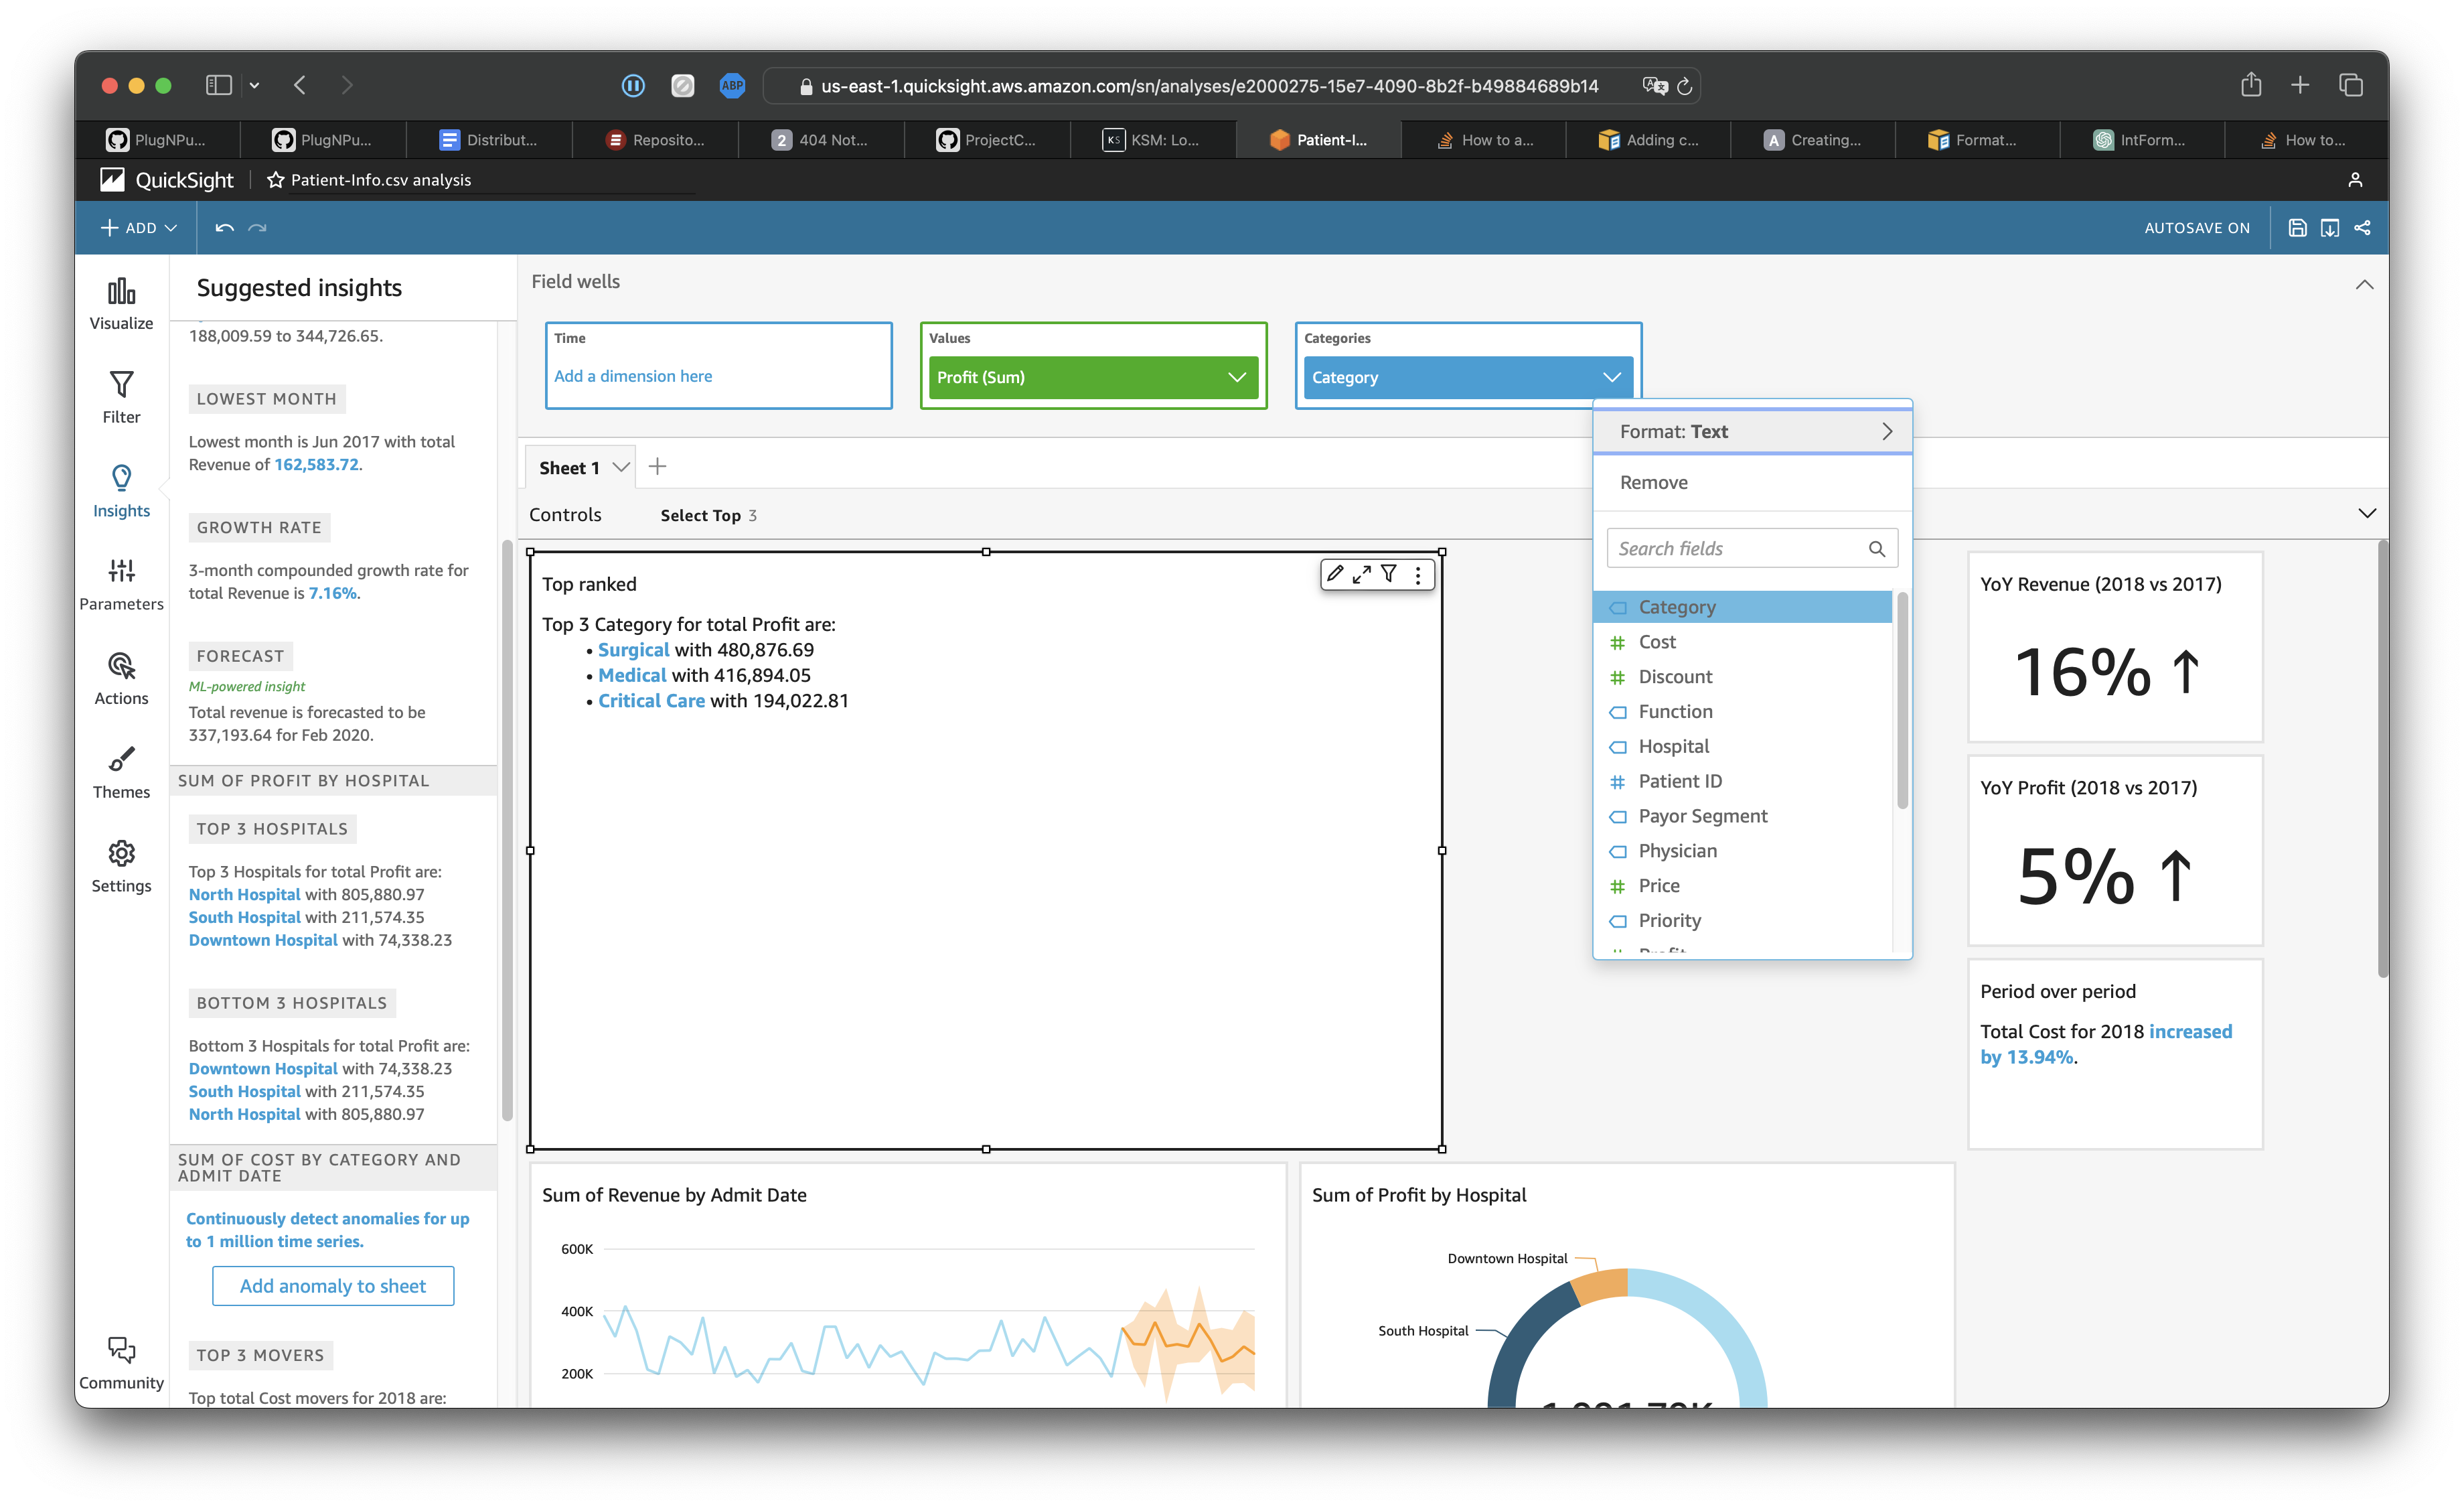 ABP
us-east-1.quicksight.aws.amazon.com/sn/analyses/e2000275-15e7-4090-8b2f-b49884689b14
PlugNPu...
PlugNPu...
Distribut...
Reposito...
2 404 Not...
ProjectC...
KS KSM: Lo...
Patient-I...
How to a...
Adding c...
A Creating...
Format...
IntForm...
How to...
QuickSight
Patient-Info.csv analysis
ADD
AUTOSAVE ON
Visualize
Filter
Insights
Parameters
Actions
Themes
Settings
Community
Suggested insights
188,009.59 to 344,726.65.
LOWEST MONTH
Lowest month is Jun 2017 with total
Revenue of 162,583.72.
GROWTH RATE
3-month compounded growth rate for
total Revenue is 7.16%.
FORECAST
ML-powered insight
Total revenue is forecasted to be
337,193.64 for Feb 2020.
SUM OF PROFIT BY HOSPITAL
TOP 3 HOSPITALS
Top 3 Hospitals for total Profit are:
North Hospital with 805,880.97
South Hospital with 211,574.35
Downtown Hospital with 74,338.23
BOTTOM 3 HOSPITALS
Bottom 3 Hospitals for total Profit are:
Downtown Hospital with 74,338.23
South Hospital with 211,574.35
North Hospital with 805,880.97
SUM OF COST BY CATEGORY AND
ADMIT DATE
Continuously detect anomalies for up
to 1 million time series.
Add anomaly to sheet
TOP 3 MOVERS
Top total Cost movers for 2018 are:
Field wells
Time
Add a dimension here
Values
Profit (Sum)
Categories
Category
Format: Text
Remove
Search fields
Category
Cost
Discount
Function
Hospital
Patient ID
Payor Segment
Physician
Price
Priority
Sheet 1
Controls
Select Top 3
Top ranked
Top 3 Category for total Profit are:
• Surgical with 480,876.69
• Medical with 416,894.05
• Critical Care with 194,022.81
YoY Revenue (2018 vs 2017)
16% ↑
YoY Profit (2018 vs 2017)
5% ↑
Period over period
Total Cost for 2018 increased
by 13.94%.
Sum of Revenue by Admit Date
600K
400K
200K
Sum of Profit by Hospital
Downtown Hospital
South Hospital